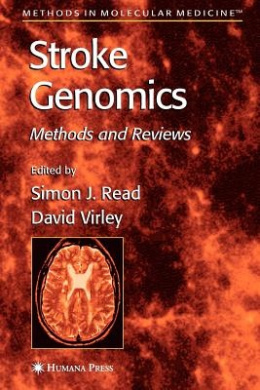 METHODS IN MOLECULAR MEDICINE™
Stroke
Genomics
Methods and Reviews
Edited by
Simon J. Read
David Virley
HUMANA PRESS